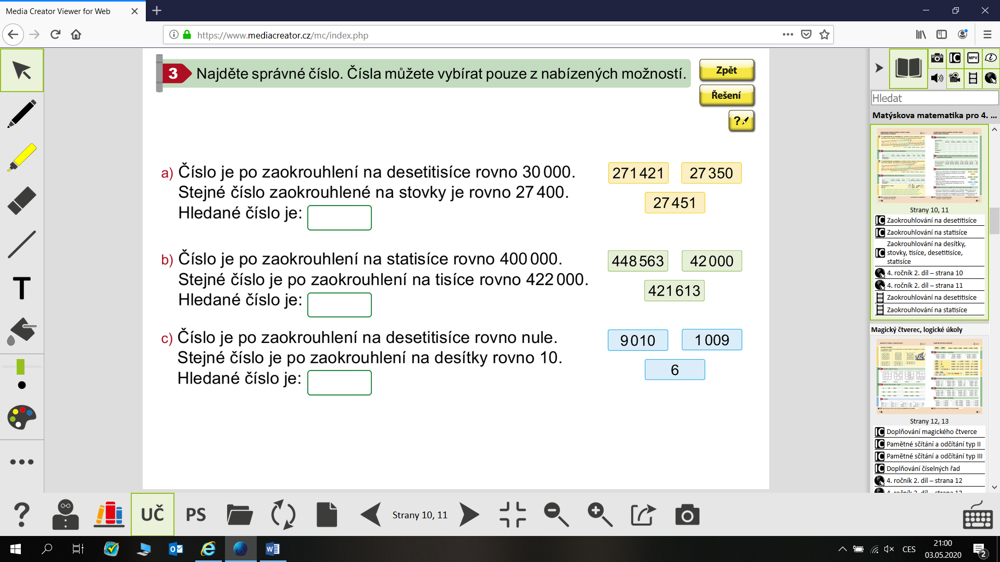 Media Creator Viewer for Web
https://www.mediacreator.cz/mc/index.php
3 Najděte správné číslo. Čísla můžete vybírat pouze z nabízených možností.
Zpět
Řešení
?
a) Číslo je po zaokrouhlení na desetitisíce rovno 30 000.
Stejné číslo zaokrouhlené na stovky je rovno 27 400.
Hledané číslo je:
271 421 27 350
27 451
b) Číslo je po zaokrouhlení na statisíce rovno 400 000.
Stejné číslo je po zaokrouhlení na tisíce rovno 422 000.
Hledané číslo je:
448 563 42 000
421 613
c) Číslo je po zaokrouhlení na desetitisíce rovno nule.
Stejné číslo je po zaokrouhlení na desítky rovno 10.
Hledané číslo je:
9 010 1 009
6
T
MPV
Hledat
Matýskova matematika pro 4. ...
Strany 10, 11
Zaokrouhlování na desetitisíce
Zaokrouhlování na statisíce
Zaokrouhlování na desítky,
stovky, tisíce, desetitisíce,
statisíce
4. ročník 2. díl – strana 10
4. ročník 2. díl – strana 11
Zaokrouhlování na desetitisíce
Zaokrouhlování na statisíce
Magický čtverec, logické úkoly
Strany 12, 13
Doplňování magického čtverce
Pamětné sčítání a odčítání typ II
Pamětné sčítání a odčítání typ III
Doplňování číselných řad
4. ročník 2. díl – strana 12
UČ PS Strany 10, 11
CES
21:00
03.05.2020
2